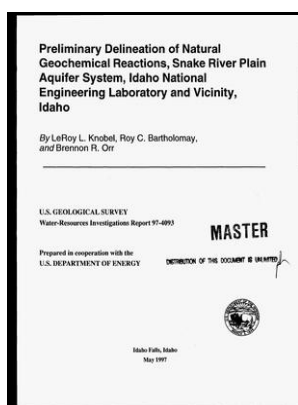 Preliminary Delineation of Natural
Geochemical Reactions, Snake River Plain
Aquifer System, Idaho National
Engineering Laboratory and Vicinity,
Idaho
By LeRoy L. Knobel, Roy C. Bartholomay,
and Brennon R. Orr
U.S. GEOLOGICAL SURVEY
Water-Resources Investigations Report 97-4093
Prepared in cooperation with the
U.S. DEPARTMENT OF ENERGY
MASTER
DISTRIBUTION OF THIS DOCUMENT IS UNLIMITED
Idaho Falls, Idaho
May 1997